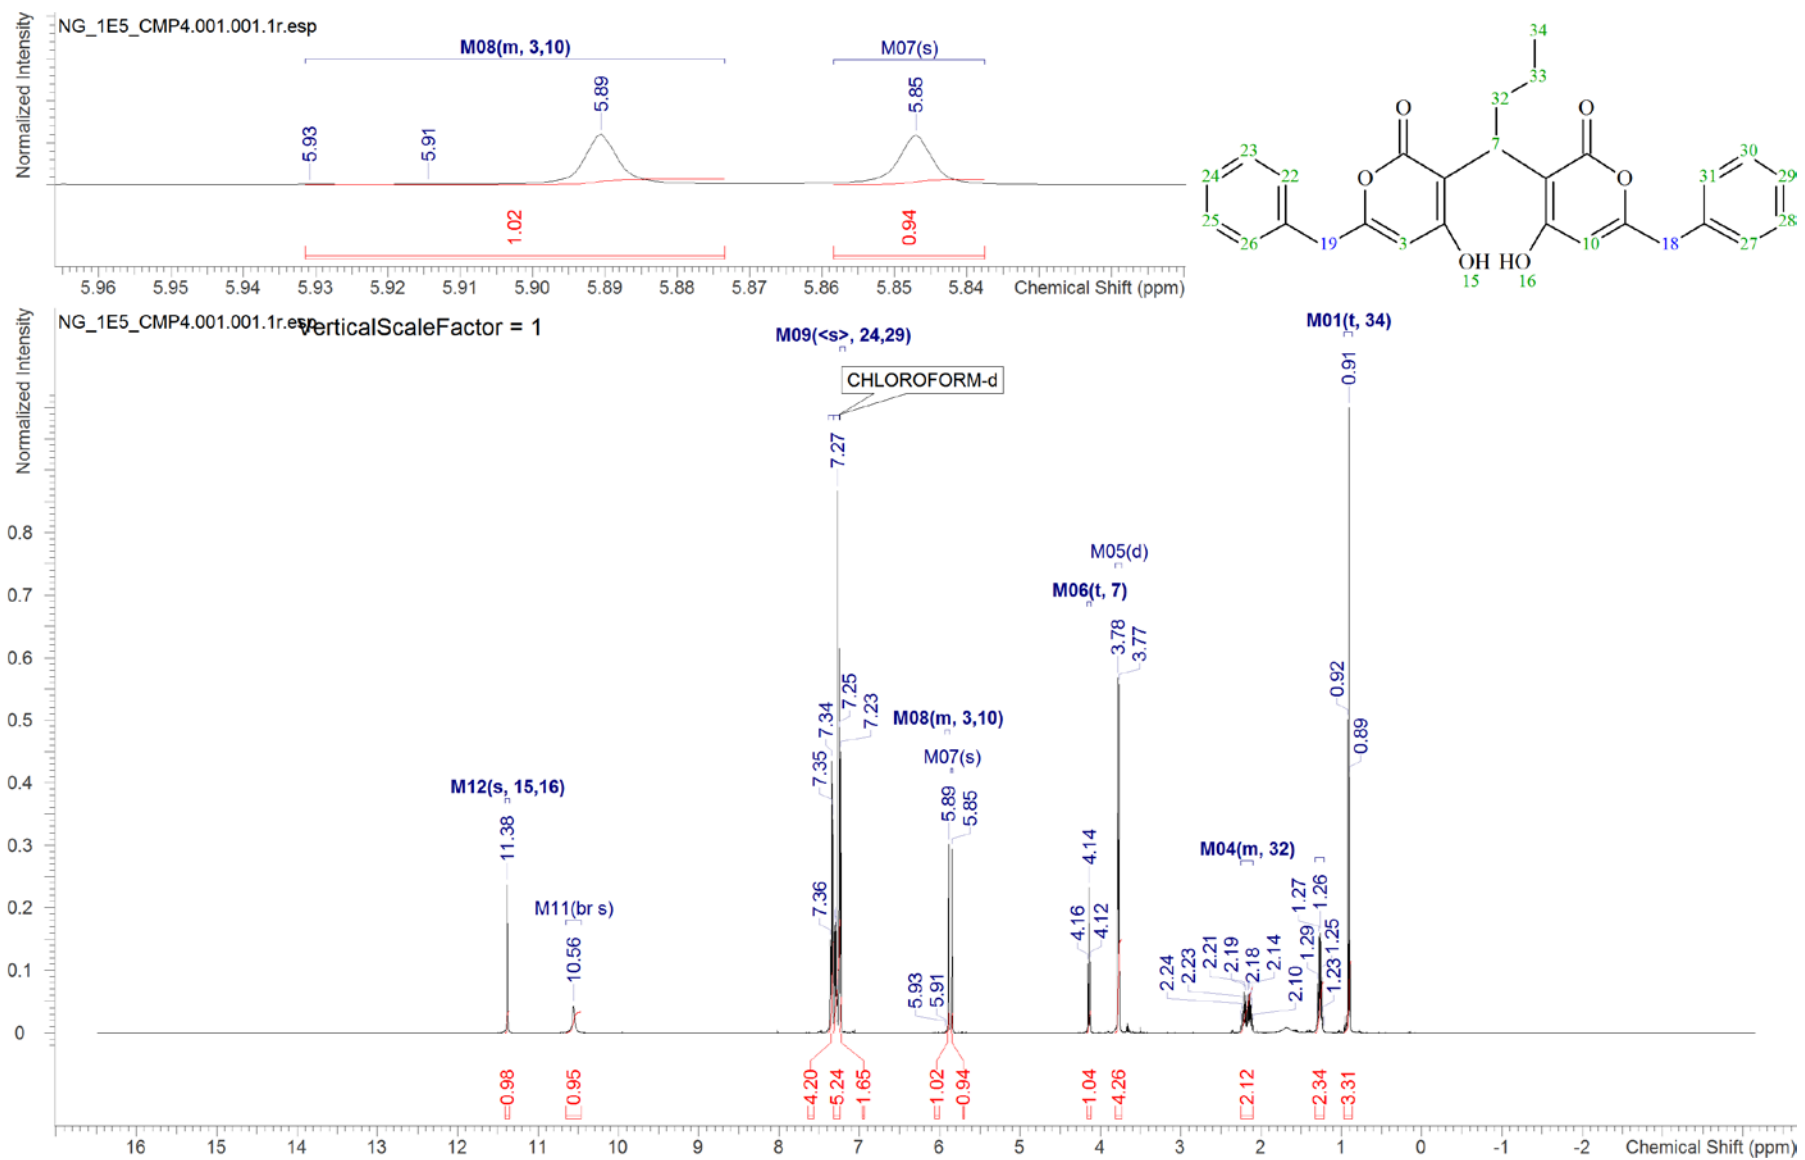 NG_1E5_CMP4.001.001.1r.esp
Normalized Intensity
M08(m, 3,10)
M07(s)
5.93
5.91
5.89
5.85
1.02
0.94
5.96 5.95 5.94 5.93 5.92 5.91 5.90 5.89 5.88 5.87 5.86 5.85 5.84 Chemical Shift (ppm)
34
33
32
O O
7
23 30
24 22 31 29
O O
25 28
26 19 3 10 18 27
OH HO
15 16
NG_1E5_CMP4.001.001.1r.esp
VerticalScaleFactor = 1
Normalized Intensity
M09(<s>, 24,29)
CHLOROFORM-d
M01(t, 34)
0.91
7.27
M05(d)
M06(t, 7)
3.78
3.77
7.25
7.23
7.34
7.35
7.36
M08(m, 3,10)
M07(s)
5.89
5.85
5.93
5.91
0.92
0.89
M12(s, 15,16)
11.38
M11(br s)
10.56
4.14
4.16
4.12
M04(m, 32)
2.24
2.23
2.21
2.19
2.18
2.14
2.10
1.29
1.27
1.26
1.25
1.23
0.8
0.7
0.6
0.5
0.4
0.3
0.2
0.1
0
0.98
0.95
4.20
5.24
1.65
1.02
0.94
1.04
4.26
2.12
2.34
3.31
16 15 14 13 12 11 10 9 8 7 6 5 4 3 2 1 0 -1 -2 Chemical Shift (ppm)